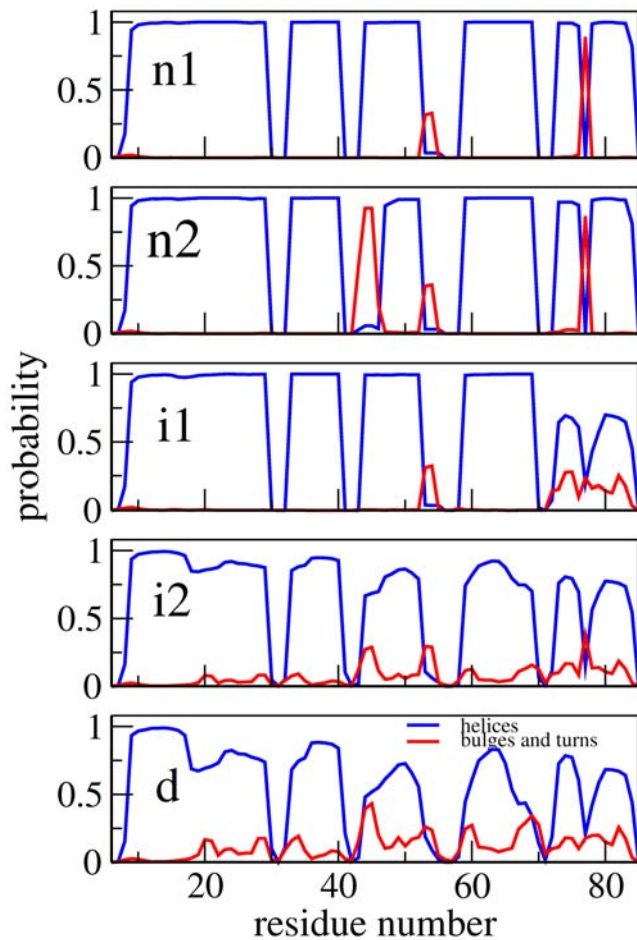 1
n1
0.5
0
1
n2
0.5
0
1
i1
0.5
0
1
i2
0.5
0
1
helices
bulges and turns
d
0.5
0
20 40 60 80
residue number
probability